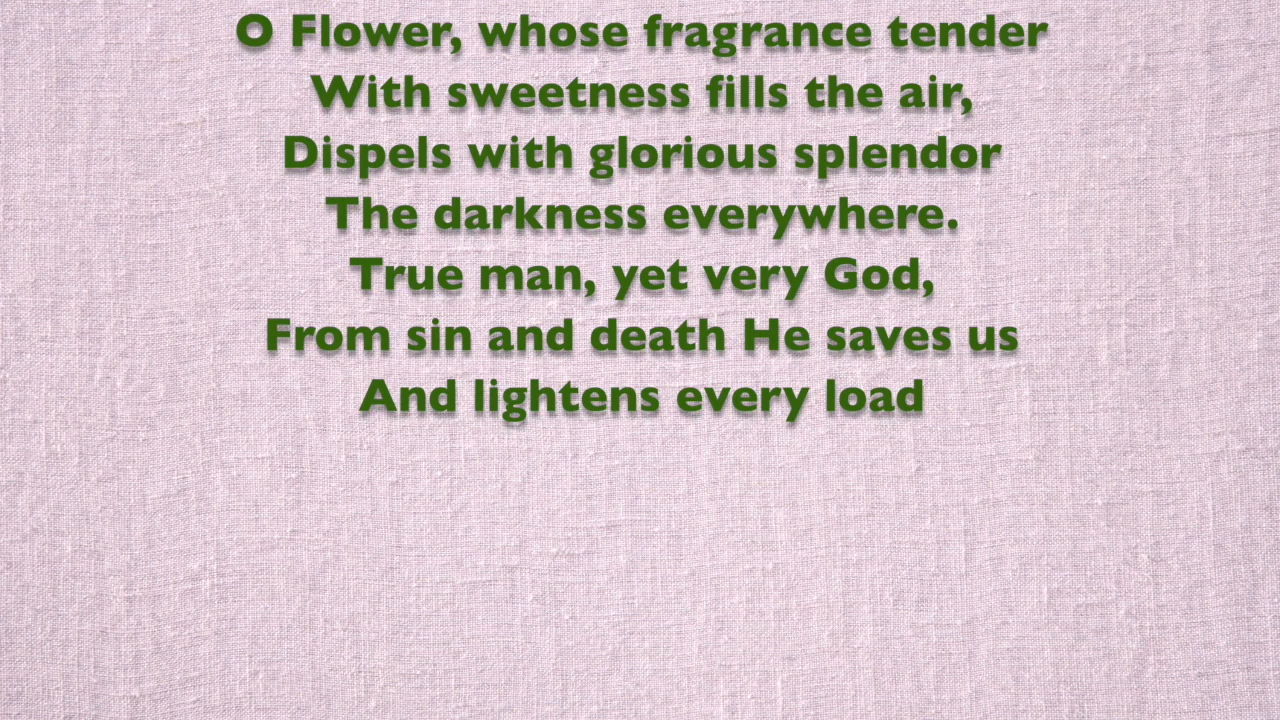 O Flower, whose fragrance tender
With sweetness fills the air,
Dispels with glorious splendor
The darkness everywhere.
True man, yet very God,
From sin and death He saves us
And lightens every load